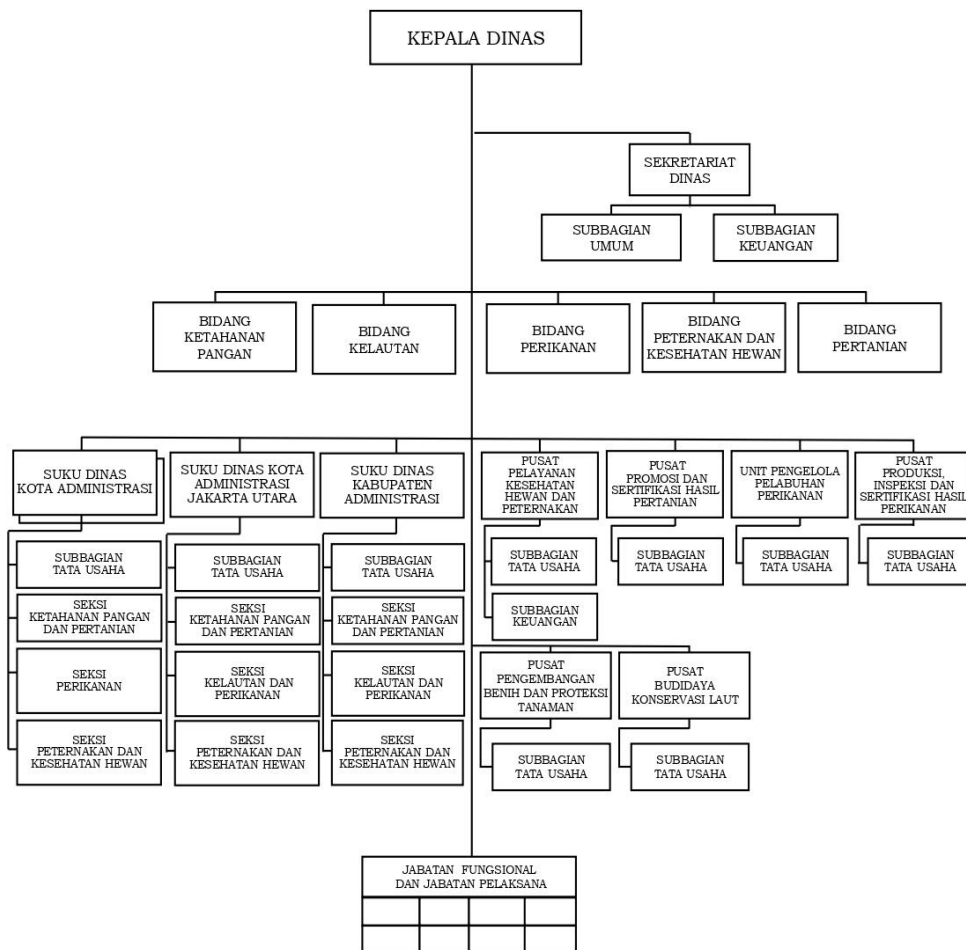 KEPALA DINAS
SEKRETARIAT
DINAS
SUBBAGIAN
UMUM
SUBBAGIAN
KEUANGAN
BIDANG
KETAHANAN
PANGAN
BIDANG
KELAUTAN
BIDANG
PERIKANAN
BIDANG
PETERNAKAN DAN
KESEHATAN HEWAN
BIDANG
PERTANIAN
SUKU DINAS
KOTA ADMINISTRASI
SUKU DINAS KOTA
ADMINISTRASI
JAKARTA UTARA
SUKU DINAS
KABUPATEN
ADMINISTRASI
PUSAT
PELAYANAN
KESEHATAN
HEWAN DAN
PETERNAKAN
PUSAT
PROMOSI DAN
SERTIFIKASI HASIL
PERTANIAN
UNIT PENGELOLA
PELABUHAN
PERIKANAN
PUSAT
PRODUKSI,
INSPEKSI DAN
SERTIFIKASI HASIL
PERIKANAN
SUBBAGIAN
TATA USAHA
SEKSI
KETAHANAN PANGAN
DAN PERTANIAN
SEKSI
PERIKANAN
SEKSI
PETERNAKAN DAN
KESEHATAN HEWAN
SUBBAGIAN
TATA USAHA
SEKSI
KETAHANAN PANGAN
DAN PERTANIAN
SEKSI
KELAUTAN DAN
PERIKANAN
SEKSI
PETERNAKAN DAN
KESEHATAN HEWAN
SUBBAGIAN
TATA USAHA
SEKSI
KETAHANAN PANGAN
DAN PERTANIAN
SEKSI
KELAUTAN DAN
PERIKANAN
SEKSI
PETERNAKAN DAN
KESEHATAN HEWAN
SUBBAGIAN
TATA USAHA
SUBBAGIAN
KEUANGAN
SUBBAGIAN
TATA USAHA
SUBBAGIAN
TATA USAHA
SUBBAGIAN
TATA USAHA
PUSAT
PENGEMBANGAN
BENIH DAN PROTEKSI
TANAMAN
SUBBAGIAN
TATA USAHA
PUSAT
BUDIDAYA
KONSERVASI LAUT
SUBBAGIAN
TATA USAHA
JABATAN FUNGSIONAL
DAN JABATAN PELAKSANA